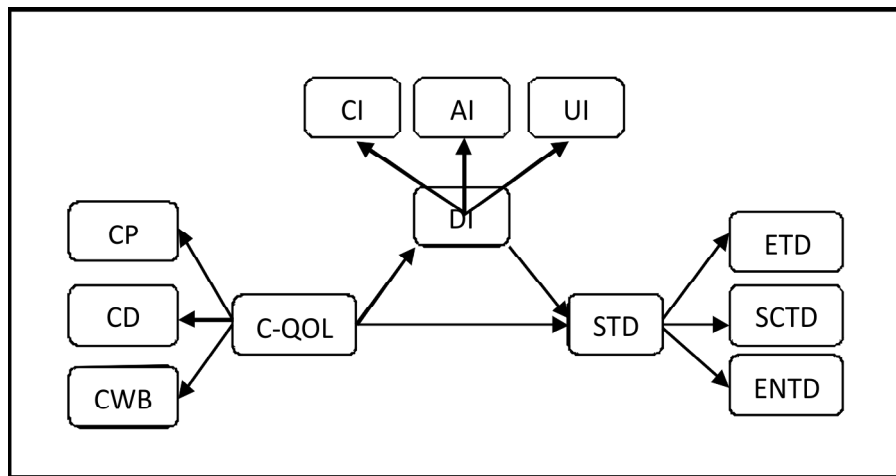 CI
AI
UI
DI
CP
CD
CWB
C-QOL
STD
ETD
SCTD
ENTD